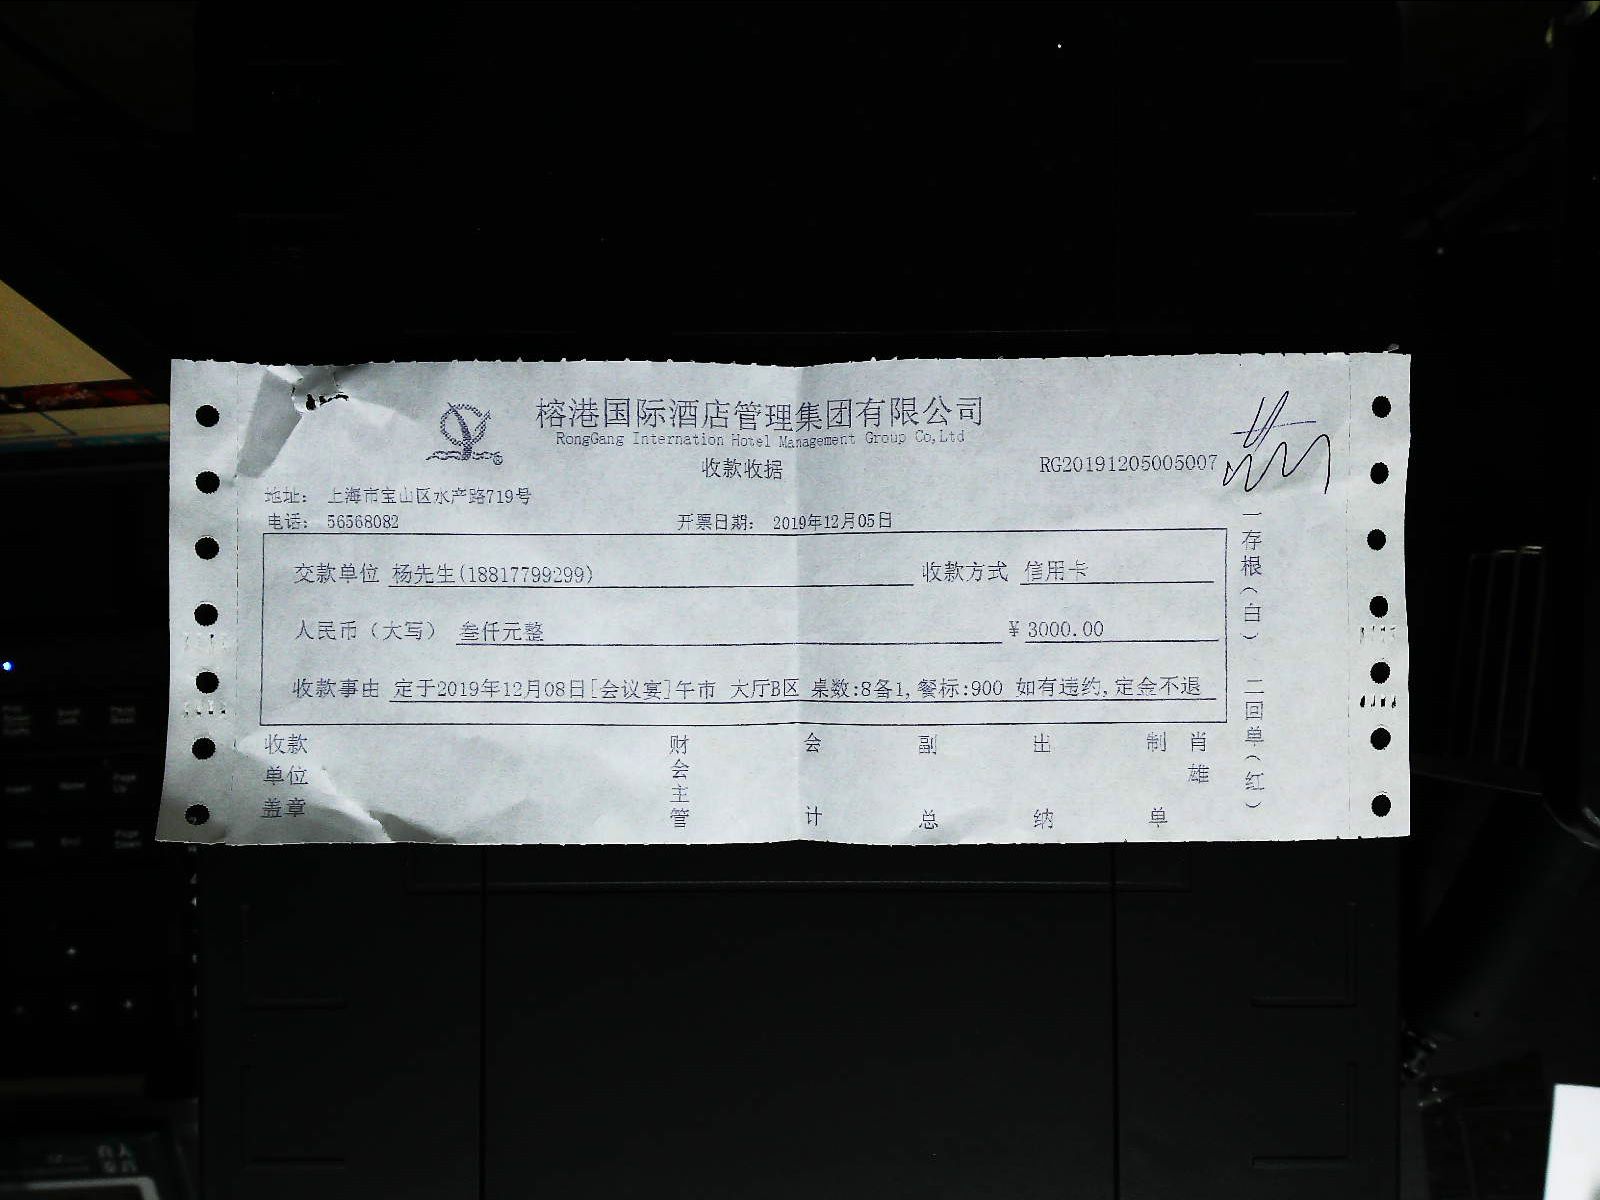 榕港国际酒店管理集团有限公司
RongGang Internation Hotel Management Group Co,Ltd
收款收据
RG20191205005007
地址： 上海市宝山区水产路719号
电话： 56568082 开票日期： 2019年12月05日
交款单位 杨先生(18817799299) 收款方式 信用卡
人民币（大写） 叁仟元整 ¥ 3000.00
收款事由 定于2019年12月08日[会议宴]午市 大厅B区 桌数:8备1,餐标:900 如有违约,定金不退
收款单位盖章 财会主管 会计 副总 出纳 制单 肖雄
一存根（白） 二回单（红）